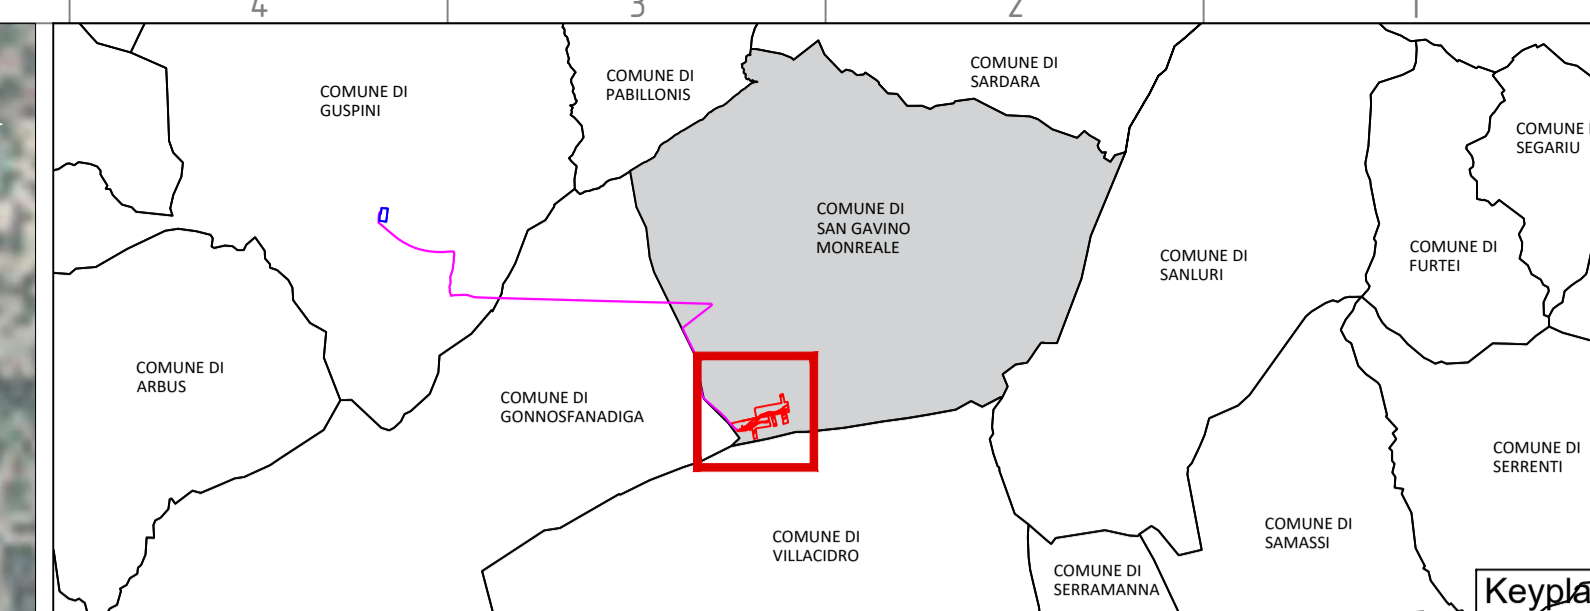 4 3 2
COMUNE DI
GUSPINI
COMUNE DI
PABILLONIS
COMUNE DI
SARDARA
COMUNE
SEGARIU
COMUNE DI
SAN GAVINO
MONREALE
COMUNE DI
SANLURI
COMUNE DI
FURTEI
COMUNE DI
ARBUS
COMUNE DI
GONNOSFANADIGA
COMUNE DI
SERRENTI
COMUNE DI
VILLACIDRO
COMUNE DI
SAMASSI
COMUNE DI
SERRAMANNA
Keypla